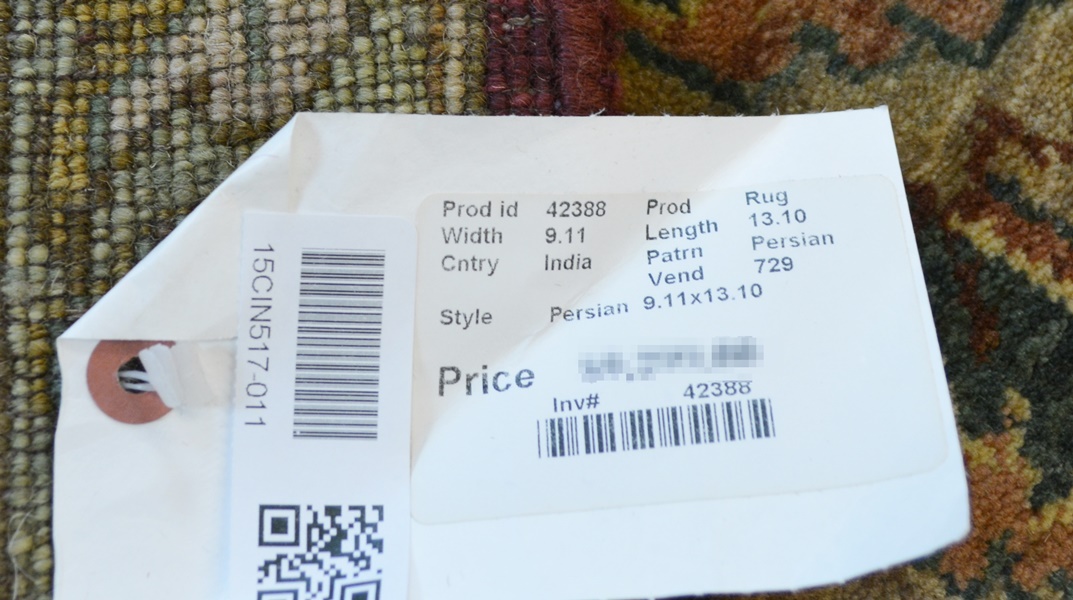 15CIN517-011
Prod id 42388 Prod Rug
Width 9.11 Length 13.10
Cntry India Patrn Persian
Vend 729
Style Persian 9.11x13.10
Price
Inv# 42388